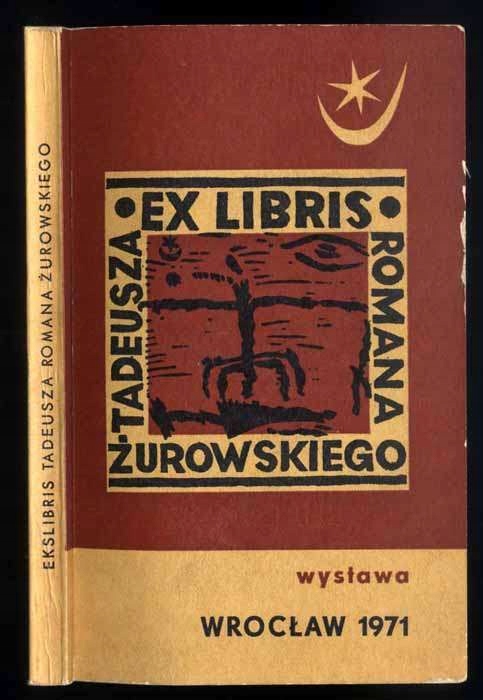 EKSLIBRIS TADEUSZA ROMANA ŻUROWSKIEGO
EX LIBRIS
TADEUSZA
ROMANA
ŻUROWSKIEGO
wystawa
WROCŁAW 1971